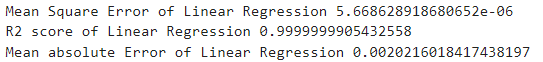 Mean Square Error of Linear Regression 5.668628918680652e-06
R2 score of Linear Regression 0.9999999905432558
Mean absolute Error of Linear Regression 0.0020216018417438197